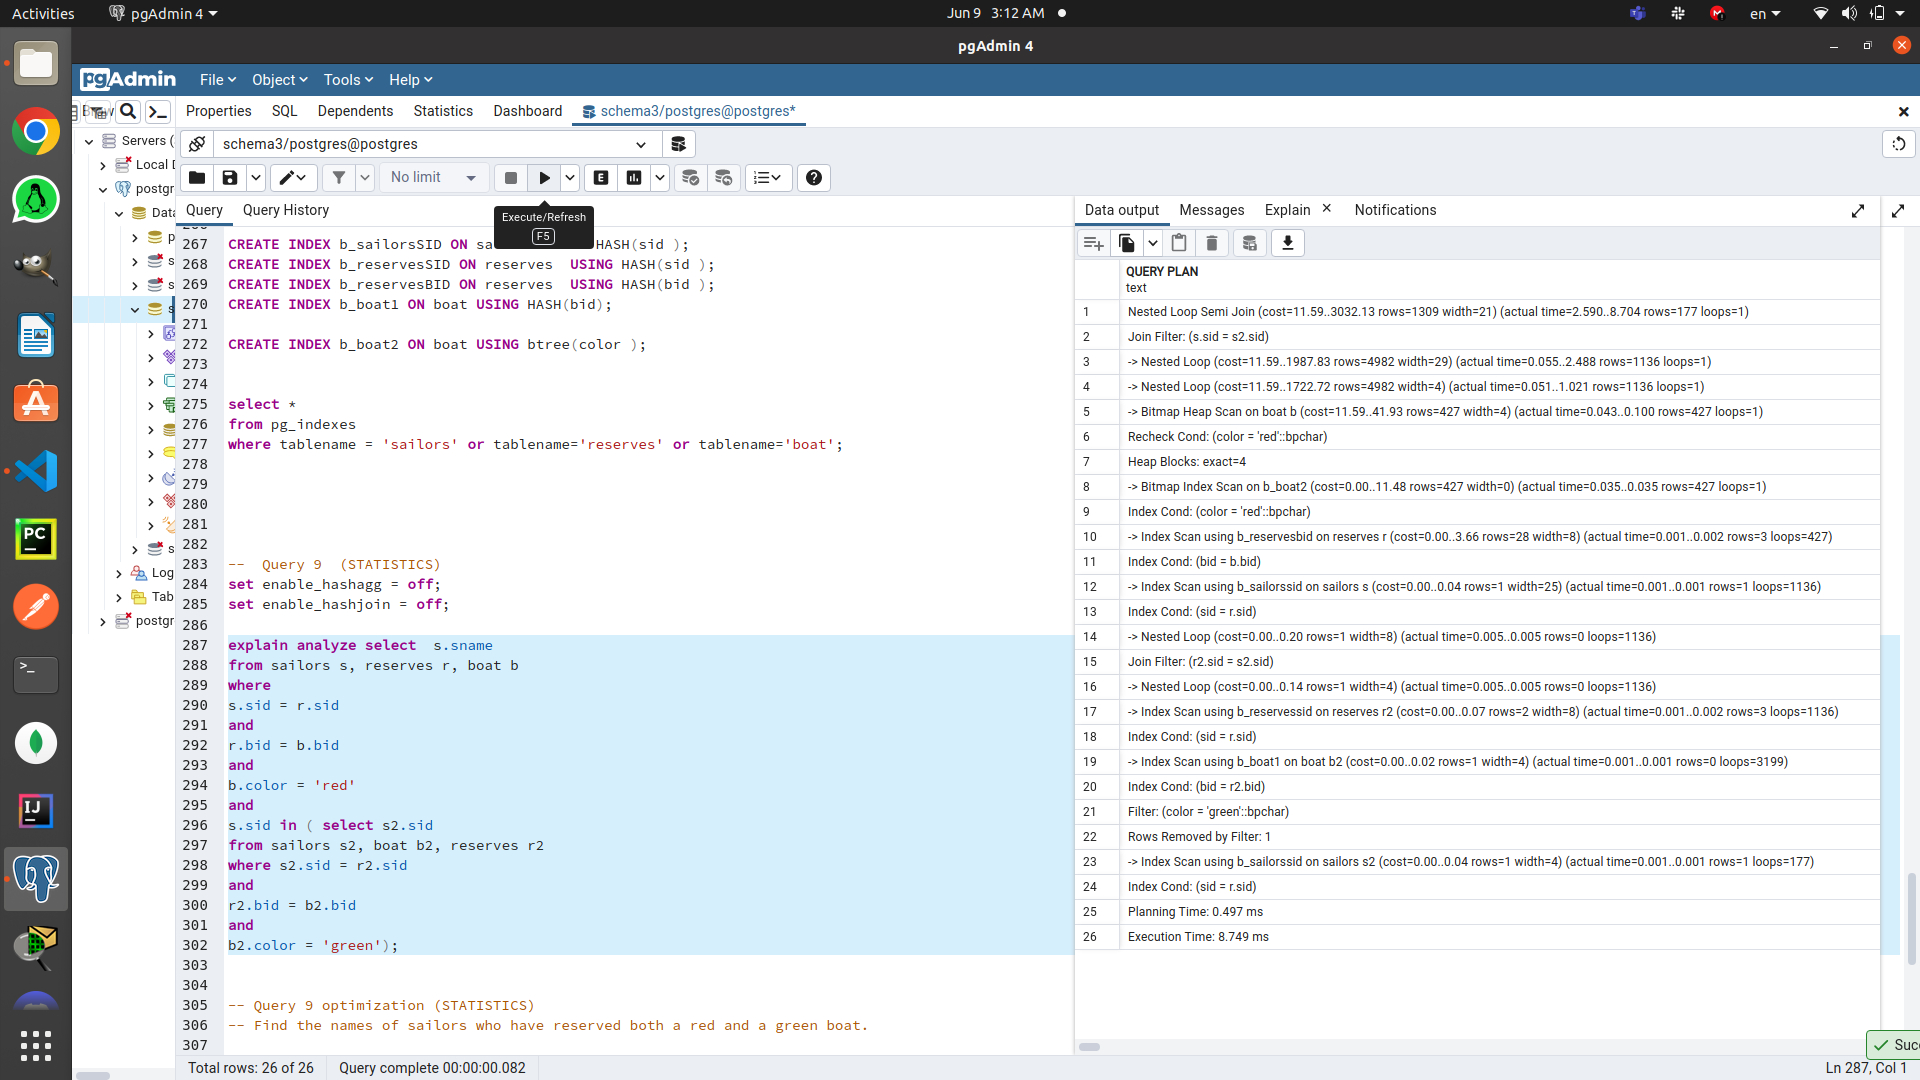 Activities
pgAdmin 4
Jun 9 3:12 AM
en
pgAdmin 4
pgAdmin
File
Object
Tools
Help
Properties
SQL
Dependents
Statistics
Dashboard
schema3/postgres@postgres*
Servers (
Local D
postgr
Data
Log
Tab
postgr
schema3/postgres@postgres
No limit
Execute/Refresh
F5
Query
Query History
267 CREATE INDEX b_sailorsSID ON sa HASH(sid );
268 CREATE INDEX b_reservesSID ON reserves  USING HASH(sid );
269 CREATE INDEX b_reservesBID ON reserves  USING HASH(bid );
270 CREATE INDEX b_boat1 ON boat USING HASH(bid);
271
272 CREATE INDEX b_boat2 ON boat USING btree(color );
273
274
275 select *
276 from pg_indexes
277 where tablename = 'sailors' or tablename='reserves' or tablename='boat';
278
279
280
281
282
283 --  Query 9  (STATISTICS)
284 set enable_hashagg = off;
285 set enable_hashjoin = off;
286
287 explain analyze select  s.sname
288 from sailors s, reserves r, boat b
289 where
290 s.sid = r.sid
291 and
292 r.bid = b.bid
293 and
294 b.color = 'red'
295 and
296 s.sid in ( select s2.sid
297 from sailors s2, boat b2, reserves r2
298 where s2.sid = r2.sid
299 and
300 r2.bid = b2.bid
301 and
302 b2.color = 'green');
303
304
305 -- Query 9 optimization (STATISTICS)
306 -- Find the names of sailors who have reserved both a red and a green boat.
307
Data output
Messages
Explain
Notifications
QUERY PLAN
text
1 Nested Loop Semi Join (cost=11.59..3032.13 rows=1309 width=21) (actual time=2.590..8.704 rows=177 loops=1)
2 Join Filter: (s.sid = s2.sid)
3 -> Nested Loop (cost=11.59..1987.83 rows=4982 width=29) (actual time=0.055..2.488 rows=1136 loops=1)
4 -> Nested Loop (cost=11.59..1722.72 rows=4982 width=4) (actual time=0.051..1.021 rows=1136 loops=1)
5 -> Bitmap Heap Scan on boat b (cost=11.59..41.93 rows=427 width=4) (actual time=0.043..0.100 rows=427 loops=1)
6 Recheck Cond: (color = 'red'::bpchar)
7 Heap Blocks: exact=4
8 -> Bitmap Index Scan on b_boat2 (cost=0.00..11.48 rows=427 width=0) (actual time=0.035..0.035 rows=427 loops=1)
9 Index Cond: (color = 'red'::bpchar)
10 -> Index Scan using b_reservesbid on reserves r (cost=0.00..3.66 rows=28 width=8) (actual time=0.001..0.002 rows=3 loops=427)
11 Index Cond: (bid = b.bid)
12 -> Index Scan using b_sailorssid on sailors s (cost=0.00..0.04 rows=1 width=25) (actual time=0.001..0.001 rows=1 loops=1136)
13 Index Cond: (sid = r.sid)
14 -> Nested Loop (cost=0.00..0.20 rows=1 width=8) (actual time=0.005..0.005 rows=0 loops=1136)
15 Join Filter: (r2.sid = s2.sid)
16 -> Nested Loop (cost=0.00..0.14 rows=1 width=4) (actual time=0.005..0.005 rows=0 loops=1136)
17 -> Index Scan using b_reservessid on reserves r2 (cost=0.00..0.07 rows=2 width=8) (actual time=0.001..0.002 rows=3 loops=1136)
18 Index Cond: (sid = r.sid)
19 -> Index Scan using b_boat1 on boat b2 (cost=0.00..0.02 rows=1 width=4) (actual time=0.001..0.001 rows=0 loops=3199)
20 Index Cond: (bid = r2.bid)
21 Filter: (color = 'green'::bpchar)
22 Rows Removed by Filter: 1
23 -> Index Scan using b_sailorssid on sailors s2 (cost=0.00..0.04 rows=1 width=4) (actual time=0.001..0.001 rows=1 loops=177)
24 Index Cond: (sid = r.sid)
25 Planning Time: 0.497 ms
26 Execution Time: 8.749 ms
Succ
Total rows: 26 of 26
Query complete 00:00:00.082
Ln 287, Col 1